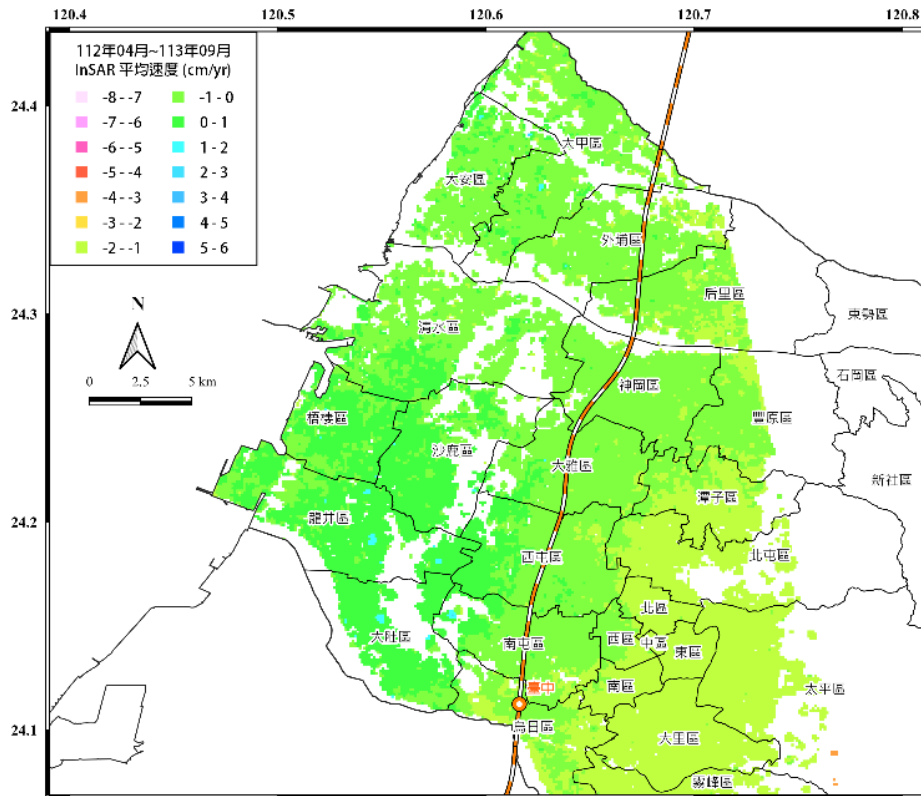 120.4
120.5
120.6
120.7
120.8
112年04月~113年09月
InSAR 平均速度 (cm/yr)
-8 - -7
-1 - 0
-7 - -6
0 - 1
-6 - -5
1 - 2
-5 - -4
2 - 3
-4 - -3
3 - 4
-3 - -2
4 - 5
-2 - -1
5 - 6
24.4
24.3
24.2
24.1
N
0
2.5
5 km
大甲區
大安區
外埔區
后里區
東勢區
清水區
石岡區
神岡區
梧棲區
豐原區
沙鹿區
大雅區
新社區
潭子區
龍井區
西屯區
北屯區
北區
大肚區
南屯區
西區
中區
東區
南區
臺中
太平區
烏日區
大里區
霧峰區